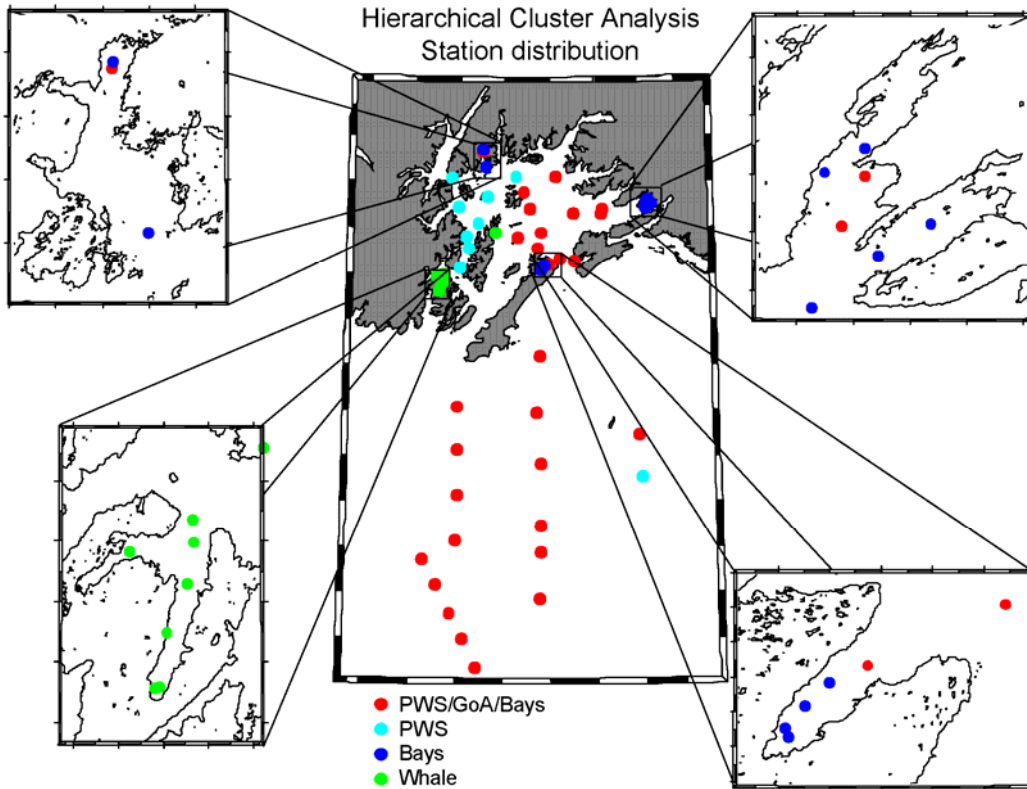 Hierarchical Cluster Analysis
Station distribution
PWS/GoA/Bays
PWS
Bays
Whale